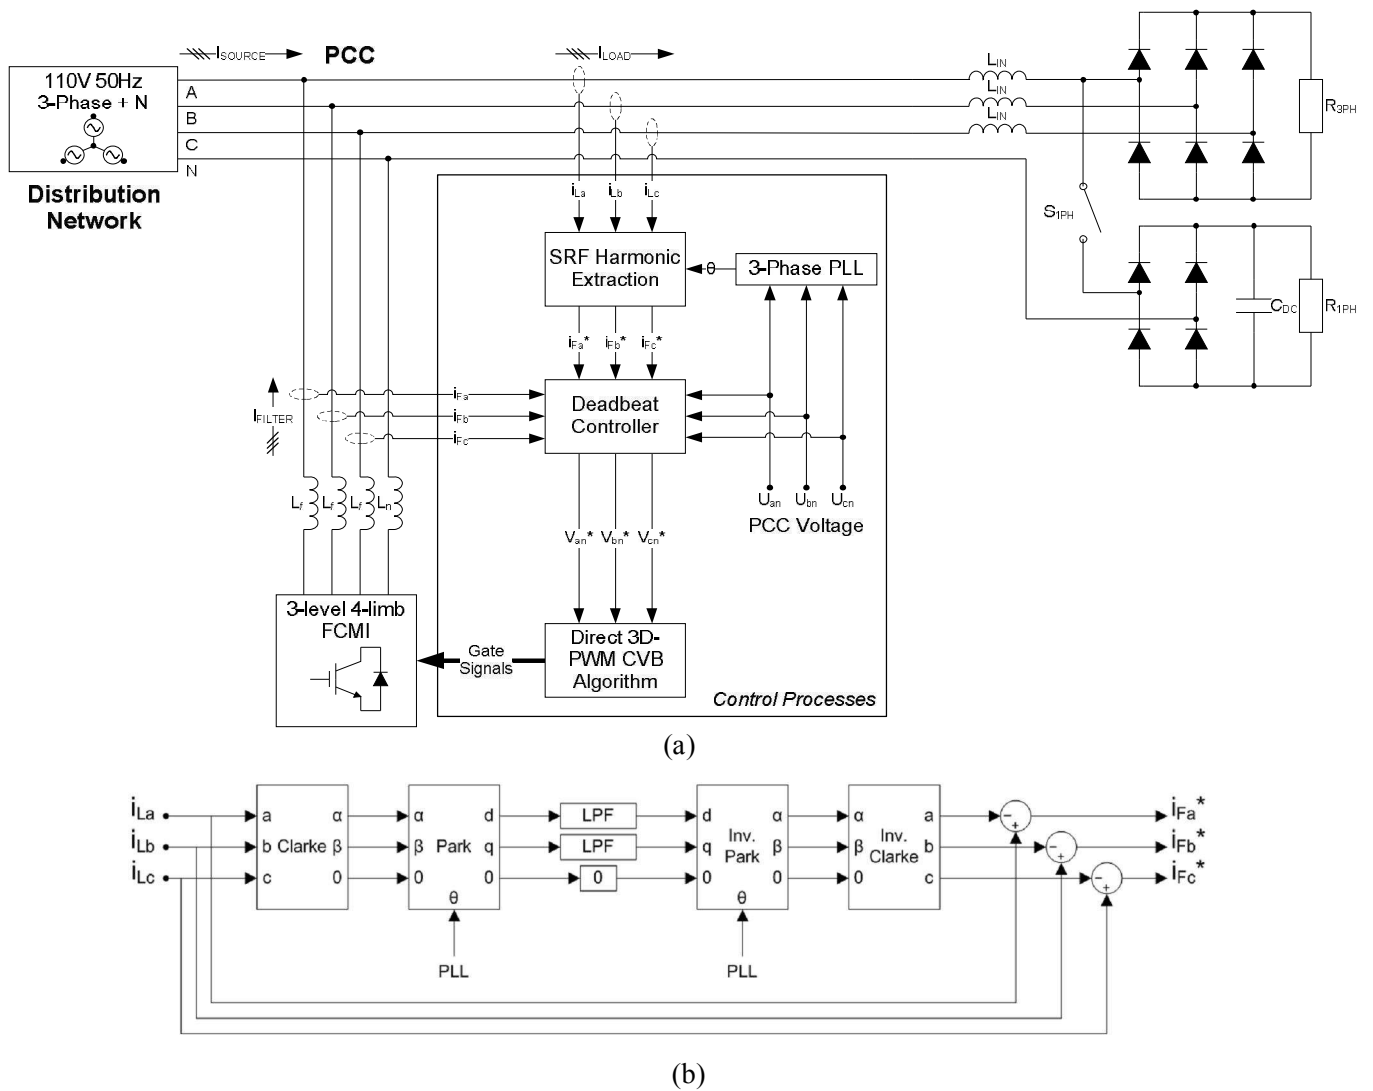 I_SOURCE
PCC
I_LOAD
110V 50Hz
3-Phase + N
A
B
C
N
Distribution
Network
L_IN
L_IN
L_IN
R_3PH
S_1PH
C_DC
R_1PH
i_La
i_Lb
i_Lc
SRF Harmonic
Extraction
θ
3-Phase PLL
i_Fa*
i_Fb*
i_Fc*
I_FILTER
i_Fa
i_Fb
i_Fc
Deadbeat
Controller
L_f
L_f
L_f
L_n
U_an
U_bn
U_cn
PCC Voltage
V_an*
V_bn*
V_cn*
3-level 4-limb
FCMI
Gate
Signals
Direct 3D-
PWM CVB
Algorithm
Control Processes
(a)
i_La
i_Lb
i_Lc
a
b
c
Clarke
α
β
0
α
β
0
Park
θ
d
q
0
LPF
LPF
0
d
q
0
Inv.
Park
θ
α
β
0
α
β
0
Inv.
Clarke
a
b
c
-
+
-
+
-
+
i_Fa*
i_Fb*
i_Fc*
PLL
PLL
(b)